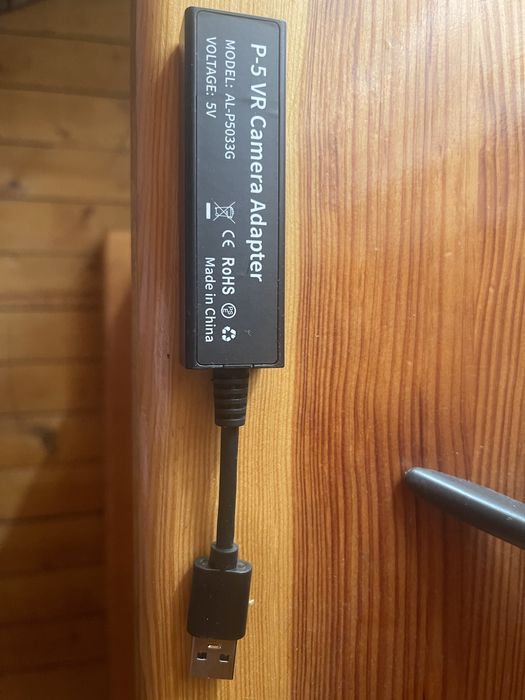 P-5 VR Camera Adapter
MODEL: AL-P5033G
VOLTAGE: 5V
CE RoHS
Made in China